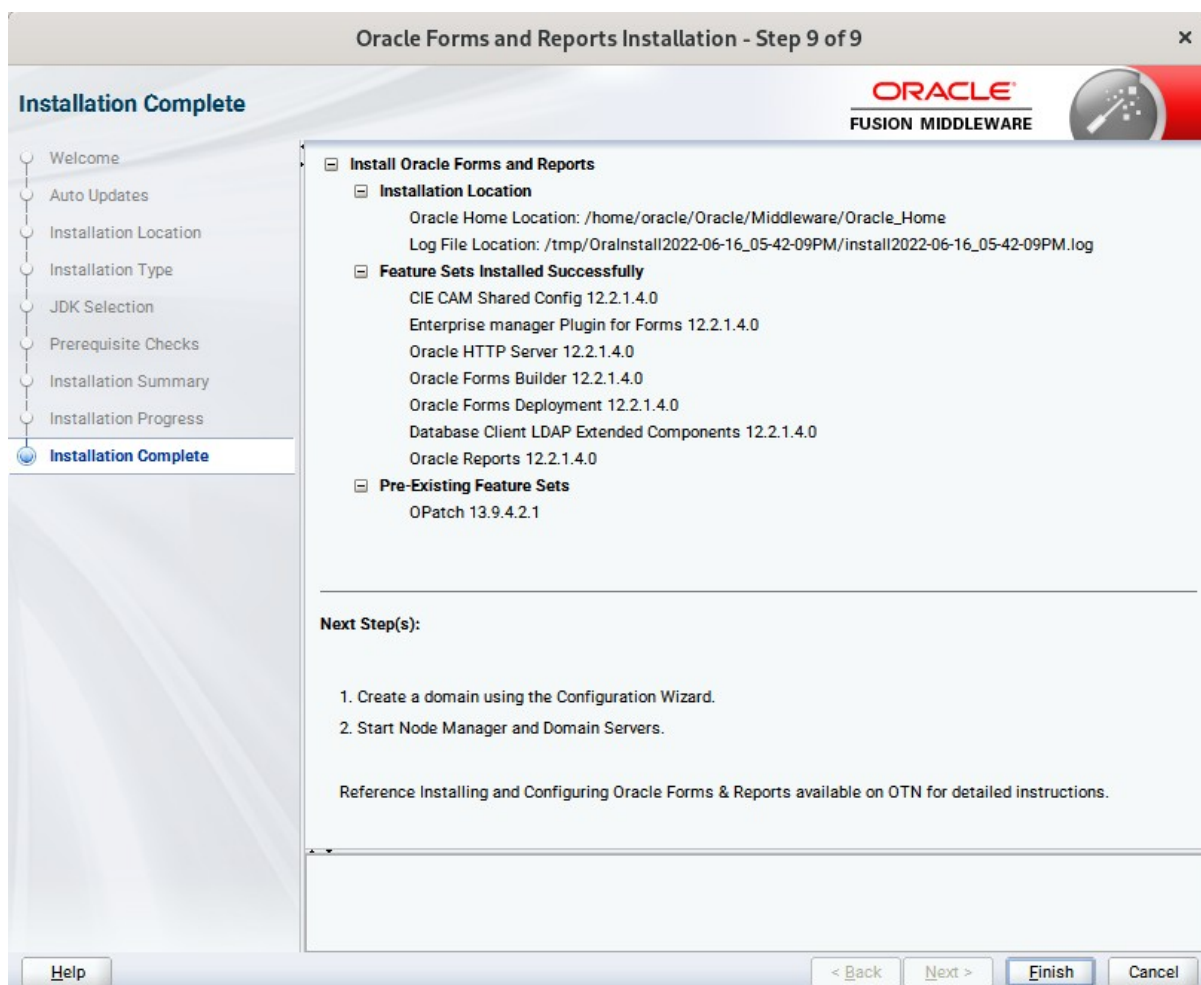 Oracle Forms and Reports Installation - Step 9 of 9
Installation Complete
ORACLE
FUSION MIDDLEWARE
Welcome
Auto Updates
Installation Location
Installation Type
JDK Selection
Prerequisite Checks
Installation Summary
Installation Progress
Installation Complete
Install Oracle Forms and Reports
Installation Location
Oracle Home Location: /home/oracle/Oracle/Middleware/Oracle_Home
Log File Location: /tmp/OraInstall2022-06-16_05-42-09PM/install2022-06-16_05-42-09PM.log
Feature Sets Installed Successfully
CIE CAM Shared Config 12.2.1.4.0
Enterprise manager Plugin for Forms 12.2.1.4.0
Oracle HTTP Server 12.2.1.4.0
Oracle Forms Builder 12.2.1.4.0
Oracle Forms Deployment 12.2.1.4.0
Database Client LDAP Extended Components 12.2.1.4.0
Oracle Reports 12.2.1.4.0
Pre-Existing Feature Sets
OPatch 13.9.4.2.1
Next Step(s):
1. Create a domain using the Configuration Wizard.
2. Start Node Manager and Domain Servers.
Reference Installing and Configuring Oracle Forms & Reports available on OTN for detailed instructions.
Help
< Back
Next >
Finish
Cancel